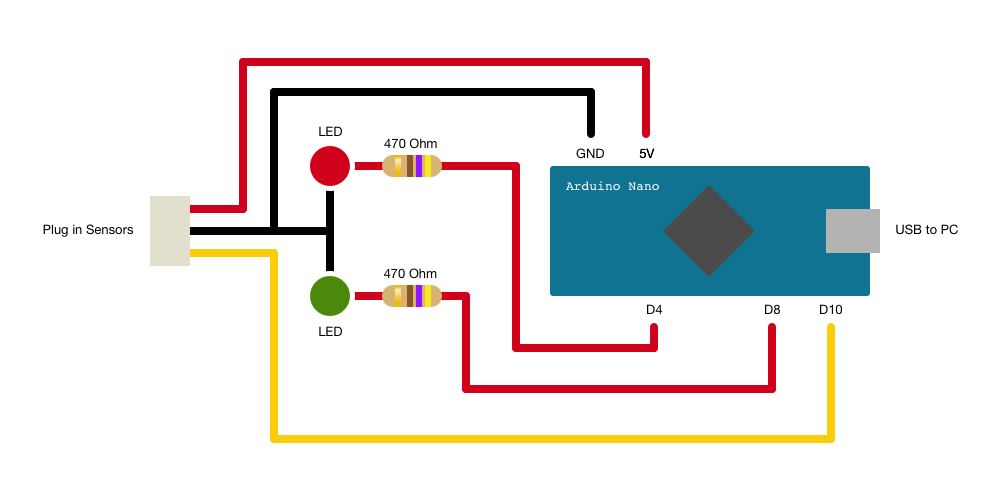 LED
470 Ohm
GND
5V
Arduino Nano
Plug in Sensors
USB to PC
470 Ohm
LED
D4
D8
D10